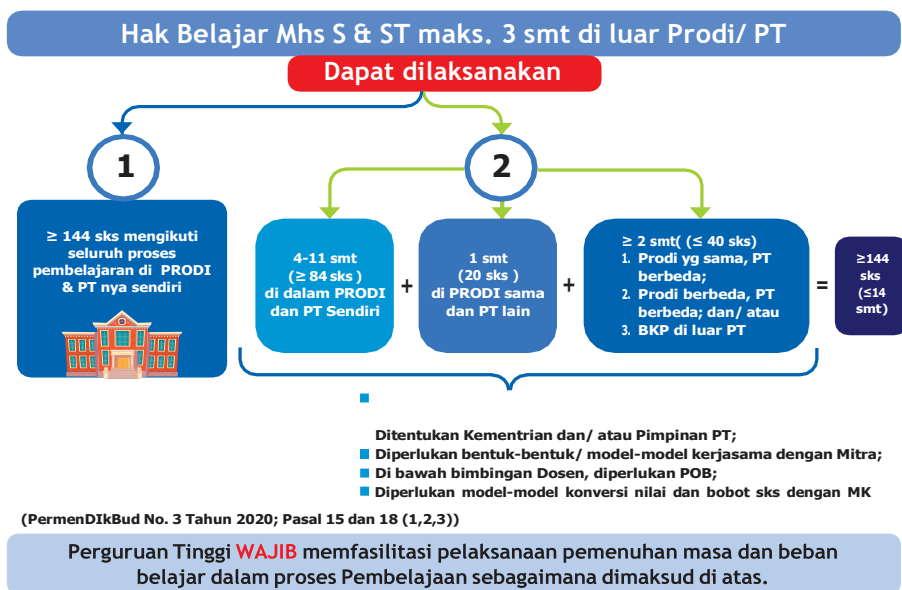 Hak Belajar Mhs S & ST maks. 3 smt di luar Prodi/ PT
Dapat dilaksanakan
1
2
≥ 144 sks mengikuti
seluruh proses
pembelajaran di PRODI
& PT nya sendiri
4-11 smt
(≥ 84 sks )
di dalam PRODI
dan PT Sendiri
+
1 smt
(20 sks )
di PRODI sama
dan PT lain
+
≥ 2 smt( (≤ 40 sks)
1. Prodi yg sama, PT
berbeda;
2. Prodi berbeda, PT
berbeda; dan/ atau
3. BKP di luar PT
=
≥144
sks
(≤14
smt)
Ditentukan Kementrian dan/ atau Pimpinan PT;
Diperlukan bentuk-bentuk/ model-model kerjasama dengan Mitra;
Di bawah bimbingan Dosen, diperlukan POB;
Diperlukan model-model konversi nilai dan bobot sks dengan MK
(PermenDIkBud No. 3 Tahun 2020; Pasal 15 dan 18 (1,2,3))
Perguruan Tinggi WAJIB memfasilitasi pelaksanaan pemenuhan masa dan beban
belajar dalam proses Pembelajaan sebagaimana dimaksud di atas.